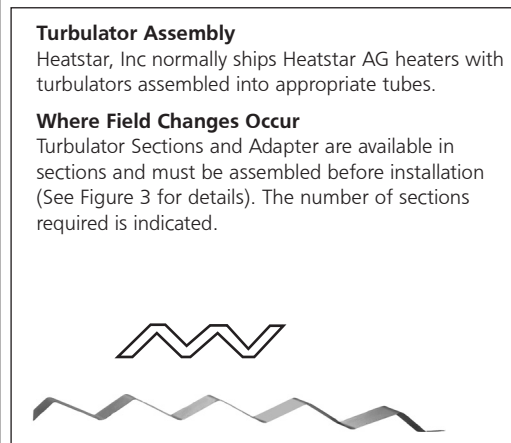 Turbulator Assembly
Heatstar, Inc normally ships Heatstar AG heaters with
turbulators assembled into appropriate tubes.
Where Field Changes Occur
Turbulator Sections and Adapter are available in
sections and must be assembled before installation
(See Figure 3 for details). The number of sections
required is indicated.